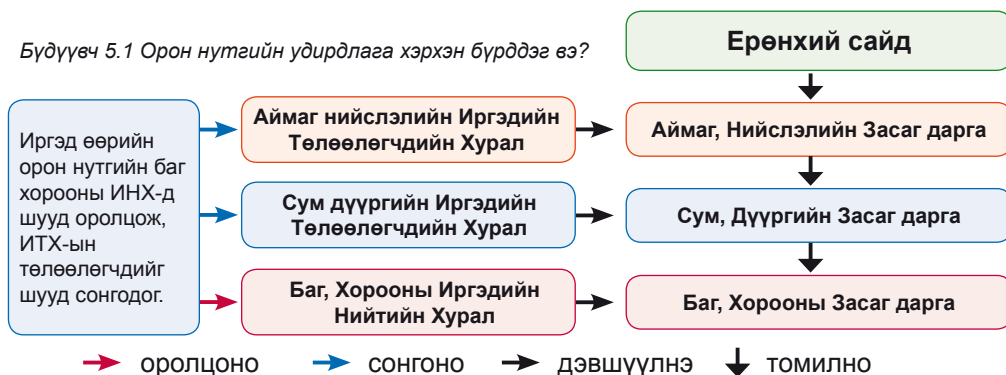 Бүдүүвч 5.1 Орон нутгийн удирдлага хэрхэн бүрддэг вэ?
Ерөнхий сайд
Иргэд өөрийн
орон нутгийн баг
хорооны ИНХ-д
шууд оролцож,
ИТХ-ын
төлөөлөгчдийг
шууд сонгодог.
Аймаг нийслэлийн Иргэдийн
Төлөөлөгчдийн Хурал
Аймаг, Нийслэлийн Засаг дарга
Сум дүүргийн Иргэдийн
Төлөөлөгчдийн Хурал
Сум, Дүүргийн Засаг дарга
Баг, Хорооны Иргэдийн
Нийтийн Хурал
Баг, Хорооны Засаг дарга
оролцоно сонгоно дэвшүүлнэ томилно